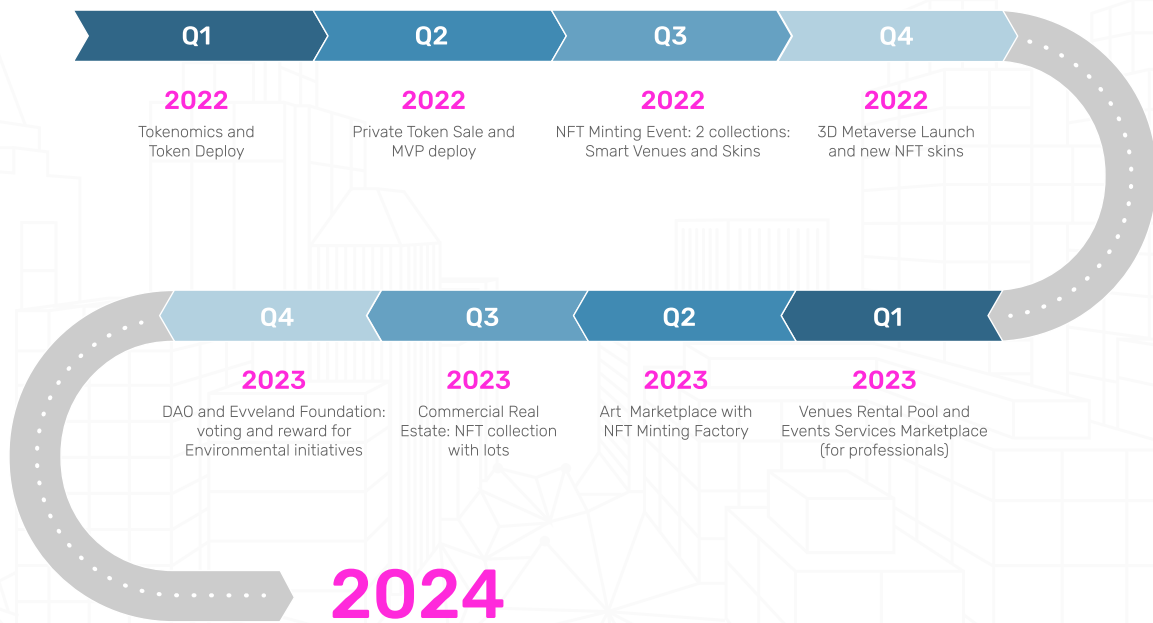 Q1
Q2
Q3
Q4
2022
Tokenomics and
Token Deploy
2022
Private Token Sale and
MVP deploy
2022
NFT Minting Event: 2 collections:
Smart Venues and Skins
2022
3D Metaverse Launch
and new NFT skins
Q1
Q2
Q3
Q4
2023
Venues Rental Pool and
Events Services Marketplace
(for professionals)
2023
Art Marketplace with
NFT Minting Factory
2023
Commercial Real
Estate: NFT collection
with lots
2023
DAO and Evveland Foundation:
voting and reward for
Environmental initiatives
2024